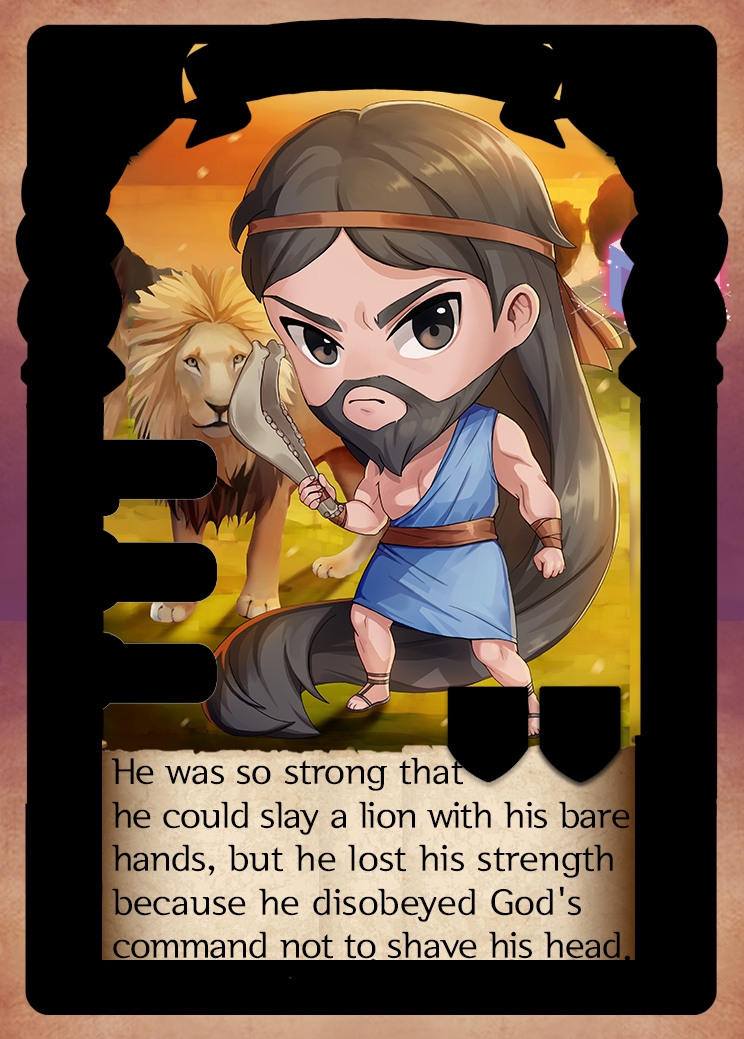 He was so strong that
he could slay a lion with his bare
hands, but he lost his strength
because he disobeyed God's
command not to shave his head.